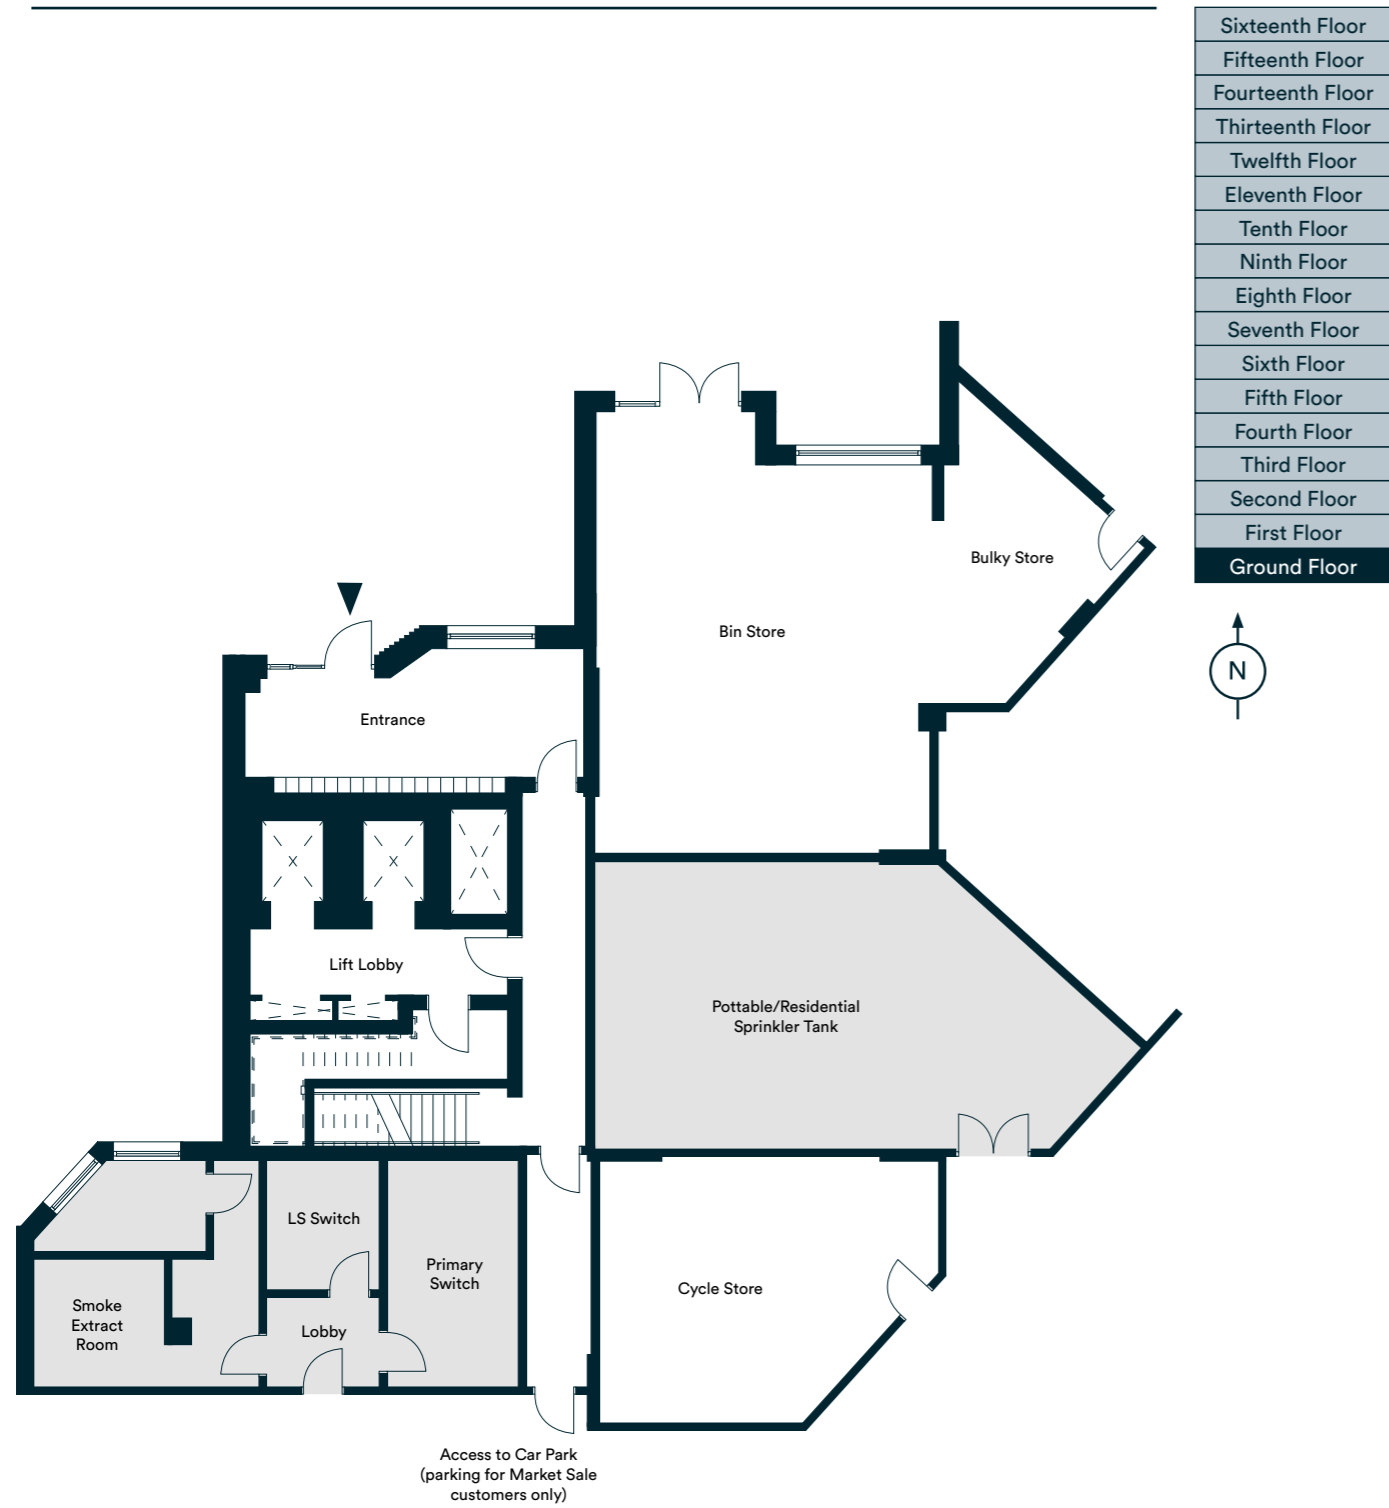 Sixteenth Floor
Fifteenth Floor
Fourteenth Floor
Thirteenth Floor
Twelfth Floor
Eleventh Floor
Tenth Floor
Ninth Floor
Eighth Floor
Seventh Floor
Sixth Floor
Fifth Floor
Fourth Floor
Third Floor
Second Floor
First Floor
Ground Floor
N
Bulky Store
Bin Store
Entrance
Lift Lobby
Pottable/Residential
Sprinkler Tank
LS Switch
Primary
Switch
Cycle Store
Smoke
Extract
Room
Lobby
Access to Car Park
(parking for Market Sale
customers only)